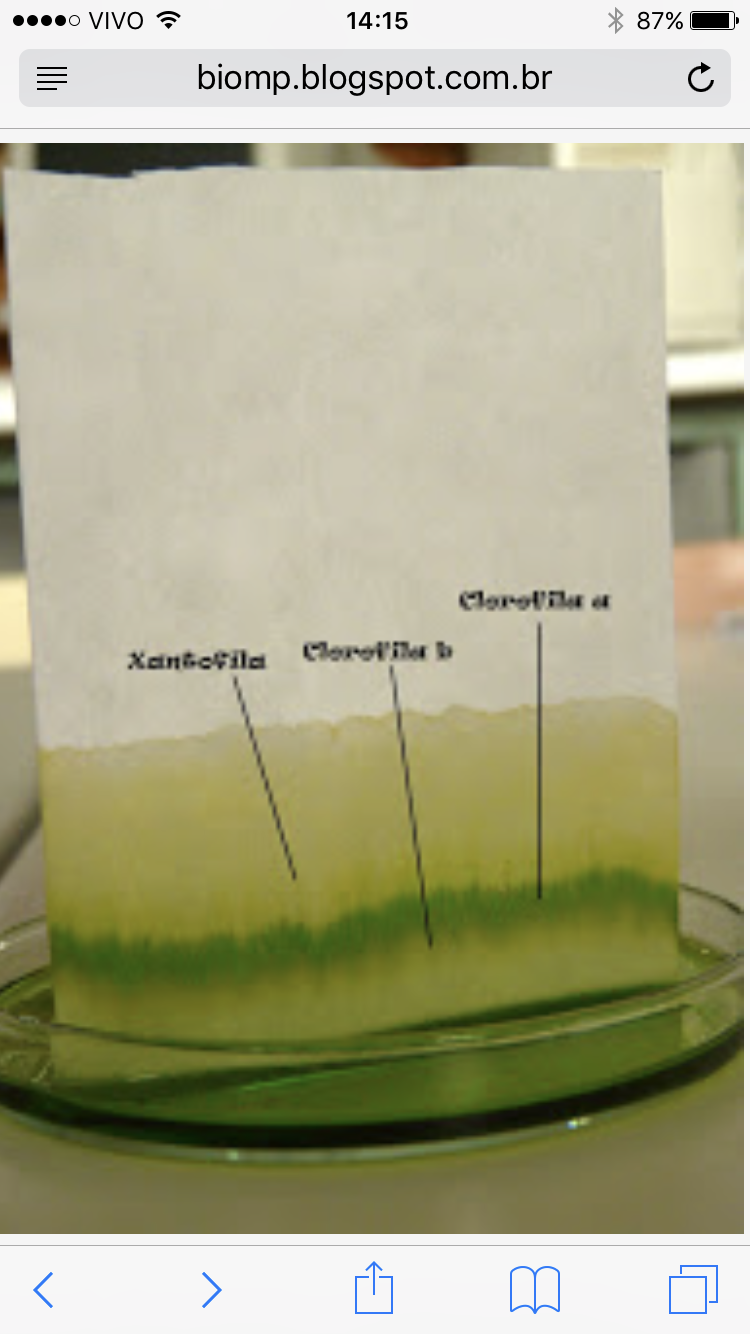 VIVO 14:15 87%
biomp.blogspot.com.br
Clorofila a
Xantofila
Clorofila b